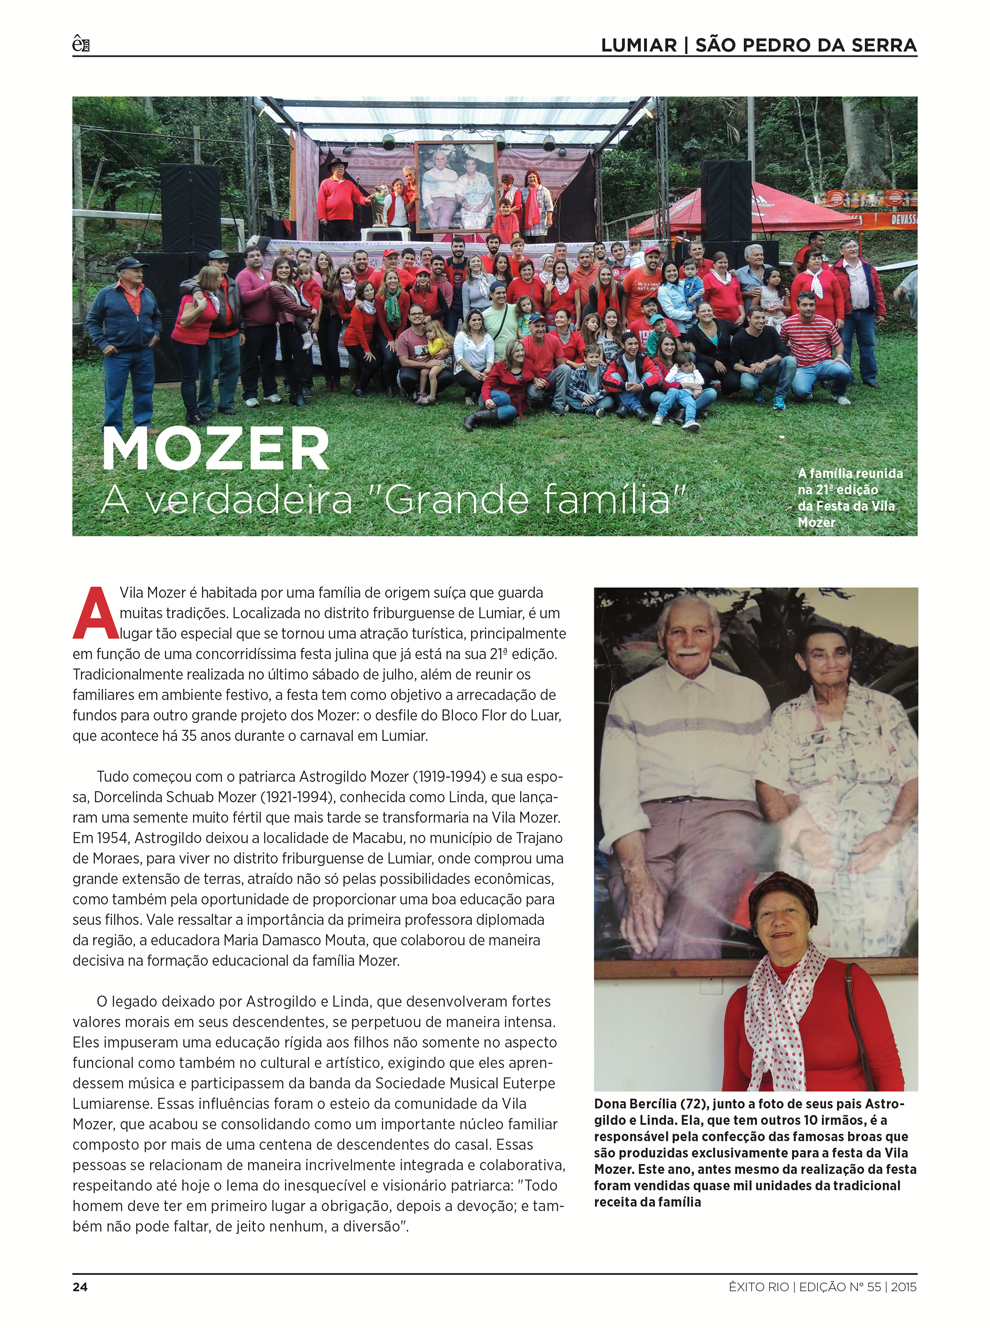 ê
LUMIAR | SÃO PEDRO DA SERRA
DEVASSA
MOZER
A verdadeira "Grande família"
A família reunida
na 21ª edição
da Festa da Vila
Mozer
A Vila Mozer é habitada por uma família de origem suíça que guarda
muitas tradições. Localizada no distrito friburguense de Lumiar, é um
lugar tão especial que se tornou uma atração turística, principalmente
em função de uma concorridíssima festa julina que já está na sua 21ª edição.
Tradicionalmente realizada no último sábado de julho, além de reunir os
familiares em ambiente festivo, a festa tem como objetivo a arrecadação de
fundos para outro grande projeto dos Mozer: o desfile do Bloco Flor do Luar,
que acontece há 35 anos durante o carnaval em Lumiar.
Tudo começou com o patriarca Astrogildo Mozer (1919-1994) e sua espo-
sa, Dorcelinda Schuab Mozer (1921-1994), conhecida como Linda, que lança-
ram uma semente muito fértil que mais tarde se transformaria na Vila Mozer.
Em 1954, Astrogildo deixou a localidade de Macabu, no município de Trajano
de Moraes, para viver no distrito friburguense de Lumiar, onde comprou uma
grande extensão de terras, atraído não só pelas possibilidades econômicas,
como também pela oportunidade de proporcionar uma boa educação para
seus filhos. Vale ressaltar a importância da primeira professora diplomada
da região, a educadora Maria Damasco Mouta, que colaborou de maneira
decisiva na formação educacional da família Mozer.
O legado deixado por Astrogildo e Linda, que desenvolveram fortes
valores morais em seus descendentes, se perpetuou de maneira intensa.
Eles impuseram uma educação rígida aos filhos não somente no aspecto
funcional como também no cultural e artístico, exigindo que eles apren-
dessem música e participassem da banda da Sociedade Musical Euterpe
Lumiarense. Essas influências foram o esteio da comunidade da Vila
Mozer, que acabou se consolidando como um importante núcleo familiar
composto por mais de uma centena de descendentes do casal. Essas
pessoas se relacionam de maneira incrivelmente integrada e colaborativa,
respeitando até hoje o lema do inesquecível e visionário patriarca: "Todo
homem deve ter em primeiro lugar a obrigação, depois a devoção; e tam-
bém não pode faltar, de jeito nenhum, a diversão".
Dona Bercília (72), junto a foto de seus pais Astro-
gildo e Linda. Ela, que tem outros 10 irmãos, é a
responsável pela confecção das famosas broas que
são produzidas exclusivamente para a festa da Vila
Mozer. Este ano, antes mesmo da realização da festa
foram vendidas quase mil unidades da tradicional
receita da família
24
ÊXITO RIO | EDIÇÃO N° 55 | 2015